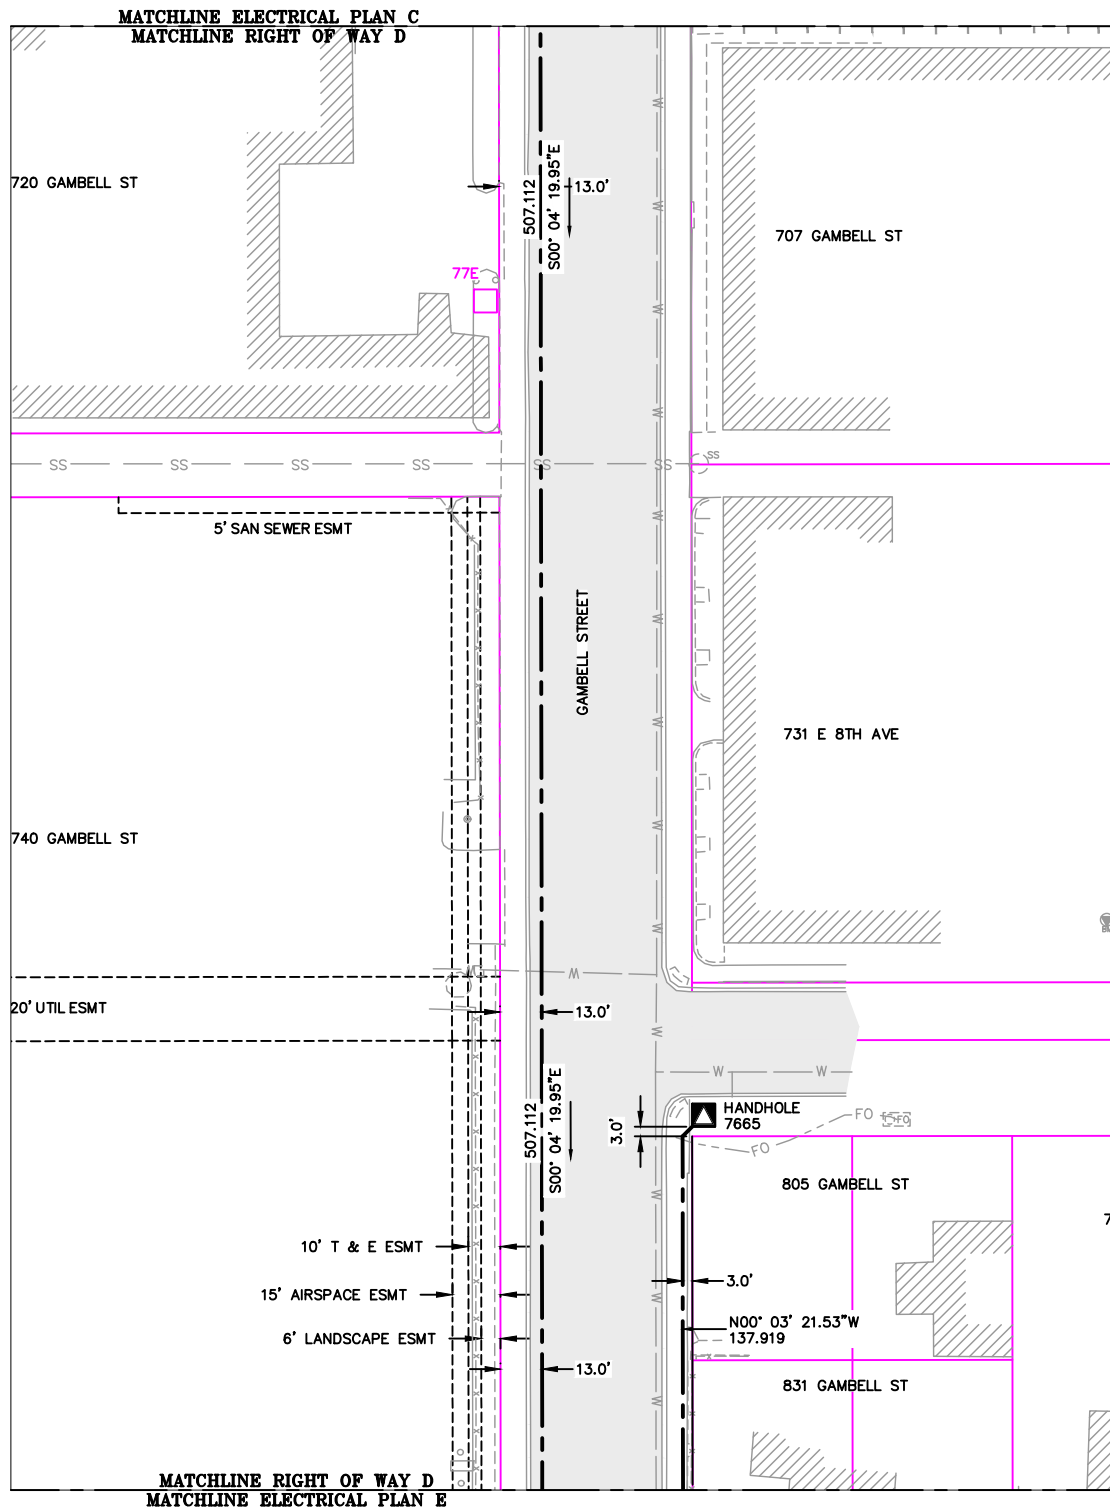 MATCHLINE ELECTRICAL PLAN C
MATCHLINE RIGHT OF WAY D
720 GAMBELL ST
507.112
S00° 04' 19.95"E
13.0'
W
W
707 GAMBELL ST
77E
W
W
SS
SS
SS
SS
SS
SS
SS
5' SAN SEWER ESMT
W
GAMBELL STREET
W
W
731 E 8TH AVE
740 GAMBELL ST
W
W
W
W
20' UTIL ESMT
13.0'
W
W
W
507.112
S00° 04' 19.95"E
3.0'
HANDHOLE
7665
FO
FO
W
805 GAMBELL ST
7
10' T & E ESMT
W
15' AIRSPACE ESMT
3.0'
W
6' LANDSCAPE ESMT
N00° 03' 21.53"W
137.919
13.0'
W
831 GAMBELL ST
MATCHLINE RIGHT OF WAY D
MATCHLINE ELECTRICAL PLAN E